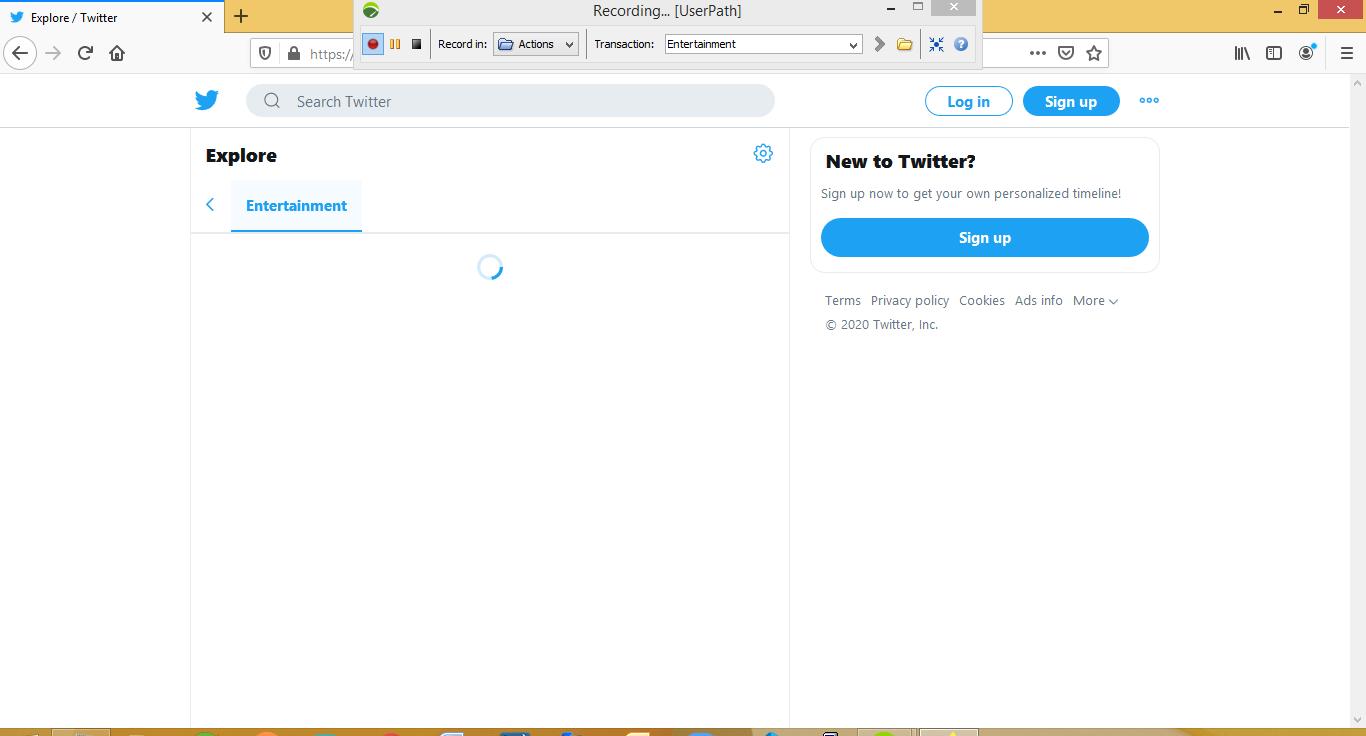 Explore / Twitter
Recording... [UserPath]
Record in:
Actions
Transaction:
Entertainment
https:/
Search Twitter
Log in
Sign up
Explore
Entertainment
New to Twitter?
Sign up now to get your own personalized timeline!
Sign up
Terms Privacy policy Cookies Ads info More
© 2020 Twitter, Inc.